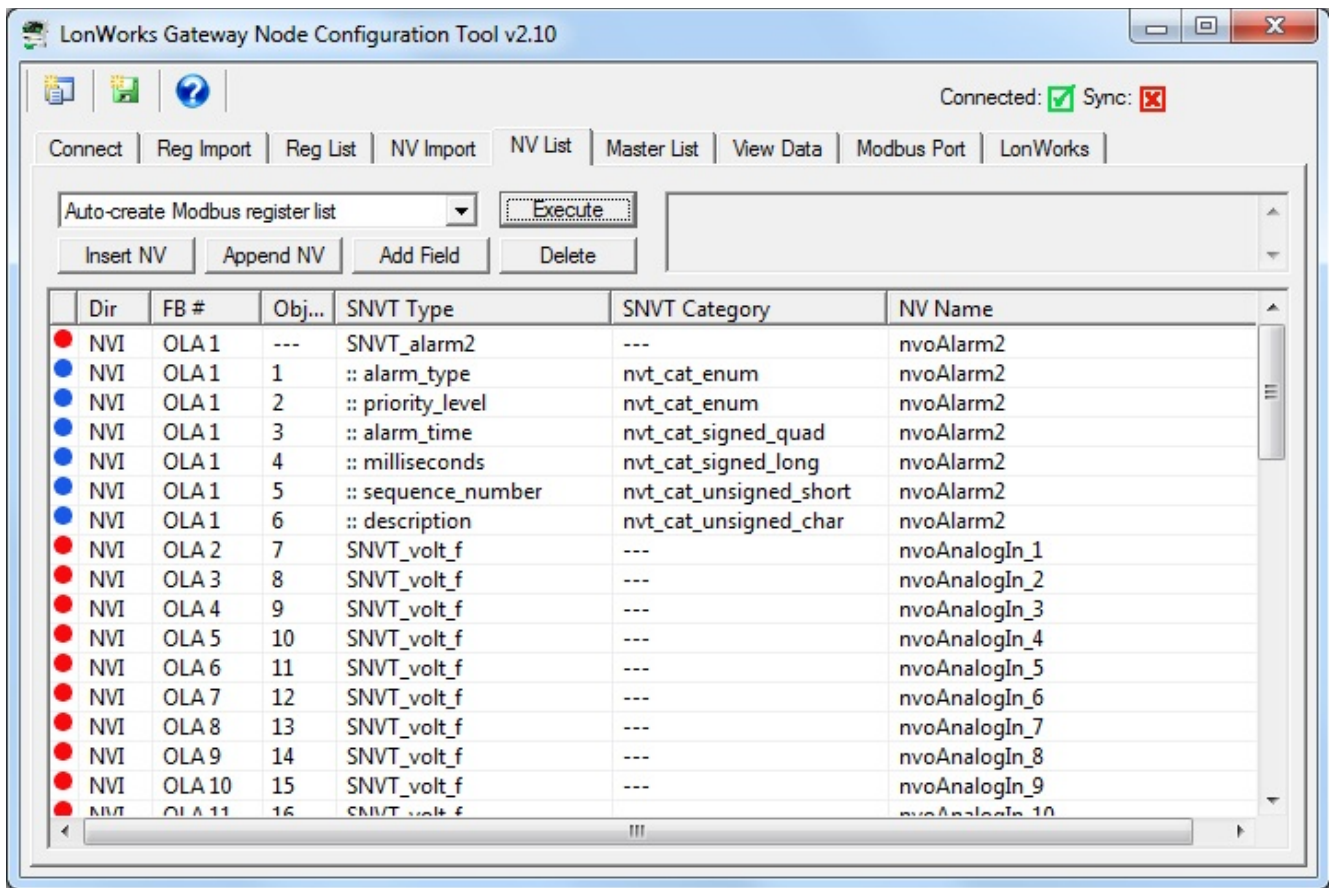 LonWorks Gateway Node Configuration Tool v2.10
Connected: Sync:
Connect Reg Import Reg List NV Import NV List Master List View Data Modbus Port LonWorks
Auto-create Modbus register list Execute
Insert NV Append NV Add Field Delete
Dir FB # Obj... SNVT Type SNVT Category NV Name
NVI OLA 1 --- SNVT_alarm2 --- nvoAlarm2
NVI OLA 1 1 :: alarm_type nvt_cat_enum nvoAlarm2
NVI OLA 1 2 :: priority_level nvt_cat_enum nvoAlarm2
NVI OLA 1 3 :: alarm_time nvt_cat_signed_quad nvoAlarm2
NVI OLA 1 4 :: milliseconds nvt_cat_signed_long nvoAlarm2
NVI OLA 1 5 :: sequence_number nvt_cat_unsigned_short nvoAlarm2
NVI OLA 1 6 :: description nvt_cat_unsigned_char nvoAlarm2
NVI OLA 2 7 SNVT_volt_f --- nvoAnalogIn_1
NVI OLA 3 8 SNVT_volt_f --- nvoAnalogIn_2
NVI OLA 4 9 SNVT_volt_f --- nvoAnalogIn_3
NVI OLA 5 10 SNVT_volt_f --- nvoAnalogIn_4
NVI OLA 6 11 SNVT_volt_f --- nvoAnalogIn_5
NVI OLA 7 12 SNVT_volt_f --- nvoAnalogIn_6
NVI OLA 8 13 SNVT_volt_f --- nvoAnalogIn_7
NVI OLA 9 14 SNVT_volt_f --- nvoAnalogIn_8
NVI OLA 10 15 SNVT_volt_f --- nvoAnalogIn_9
NVI OLA 11 16 SNVT_volt_f --- nvoAnalogIn_10